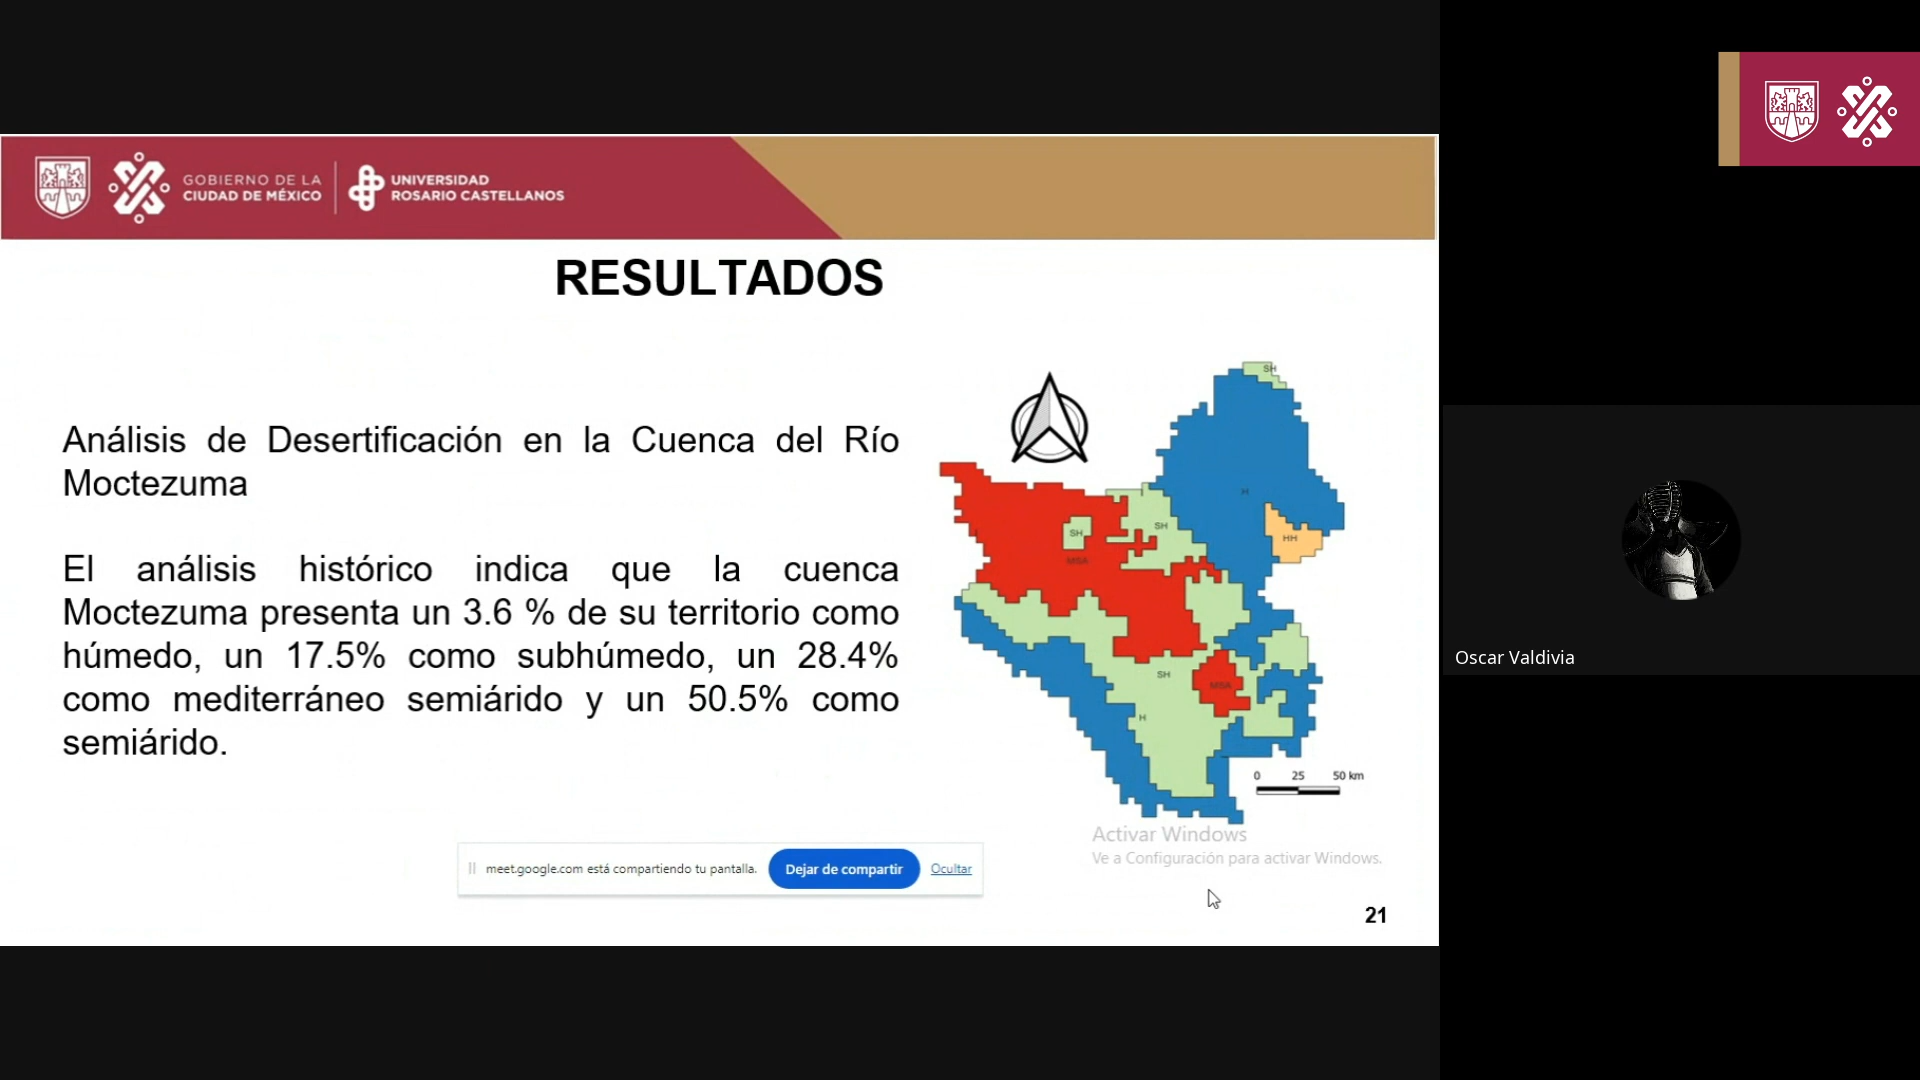 GOBIERNO DE LA
CIUDAD DE MÉXICO
UNIVERSIDAD
ROSARIO CASTELLANOS
RESULTADOS
Análisis de Desertificación en la Cuenca del Río
Moctezuma
El análisis histórico indica que la cuenca
Moctezuma presenta un 3.6 % de su territorio como
húmedo, un 17.5% como subhúmedo, un 28.4%
como mediterráneo semiárido y un 50.5% como
semiárido.
SH
H
SH
SH
HH
MSA
SH
MSA
H
0 25 50 km
Activar Windows
Ve a Configuración para activar Windows.
meet.google.com está compartiendo tu pantalla.
Dejar de compartir
Ocultar
21
Oscar Valdivia